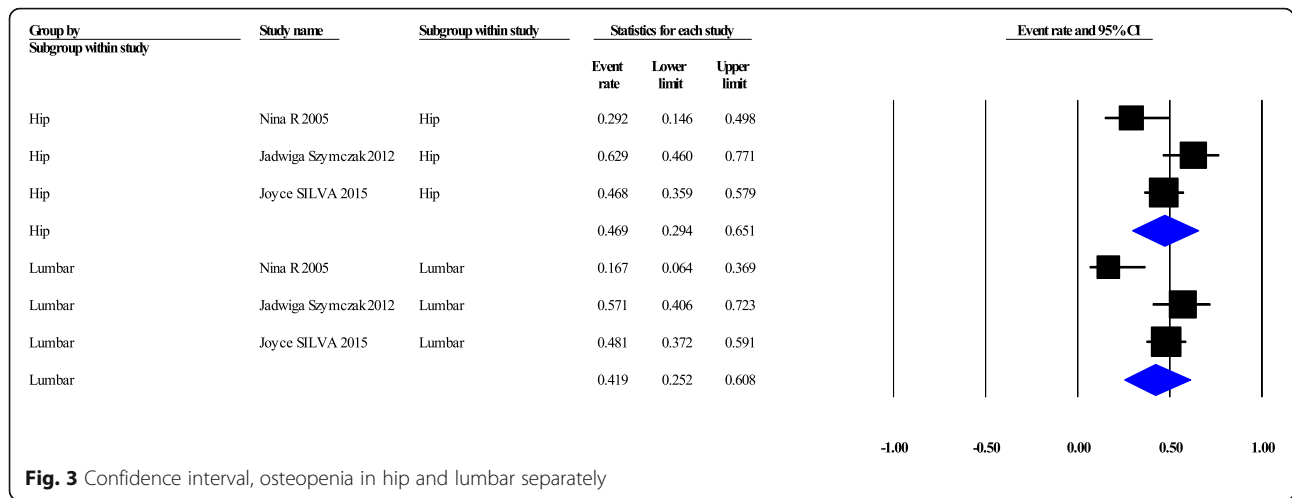 Group by Study name Subgroup within study Statistics for each study Event rate and 95% CI
Subgroup within study
Event Lower Upper
rate limit limit
Hip Nina R 2005 Hip 0.292 0.146 0.498
Hip Jadwiga Szymczak 2012 Hip 0.629 0.460 0.771
Hip Joyce SILVA 2015 Hip 0.468 0.359 0.579
Hip 0.469 0.294 0.651
Lumbar Nina R 2005 Lumbar 0.167 0.064 0.369
Lumbar Jadwiga Szymczak 2012 Lumbar 0.571 0.406 0.723
Lumbar Joyce SILVA 2015 Lumbar 0.481 0.372 0.591
Lumbar 0.419 0.252 0.608
-1.00 -0.50 0.00 0.50 1.00
Fig. 3 Confidence interval, osteopenia in hip and lumbar separately